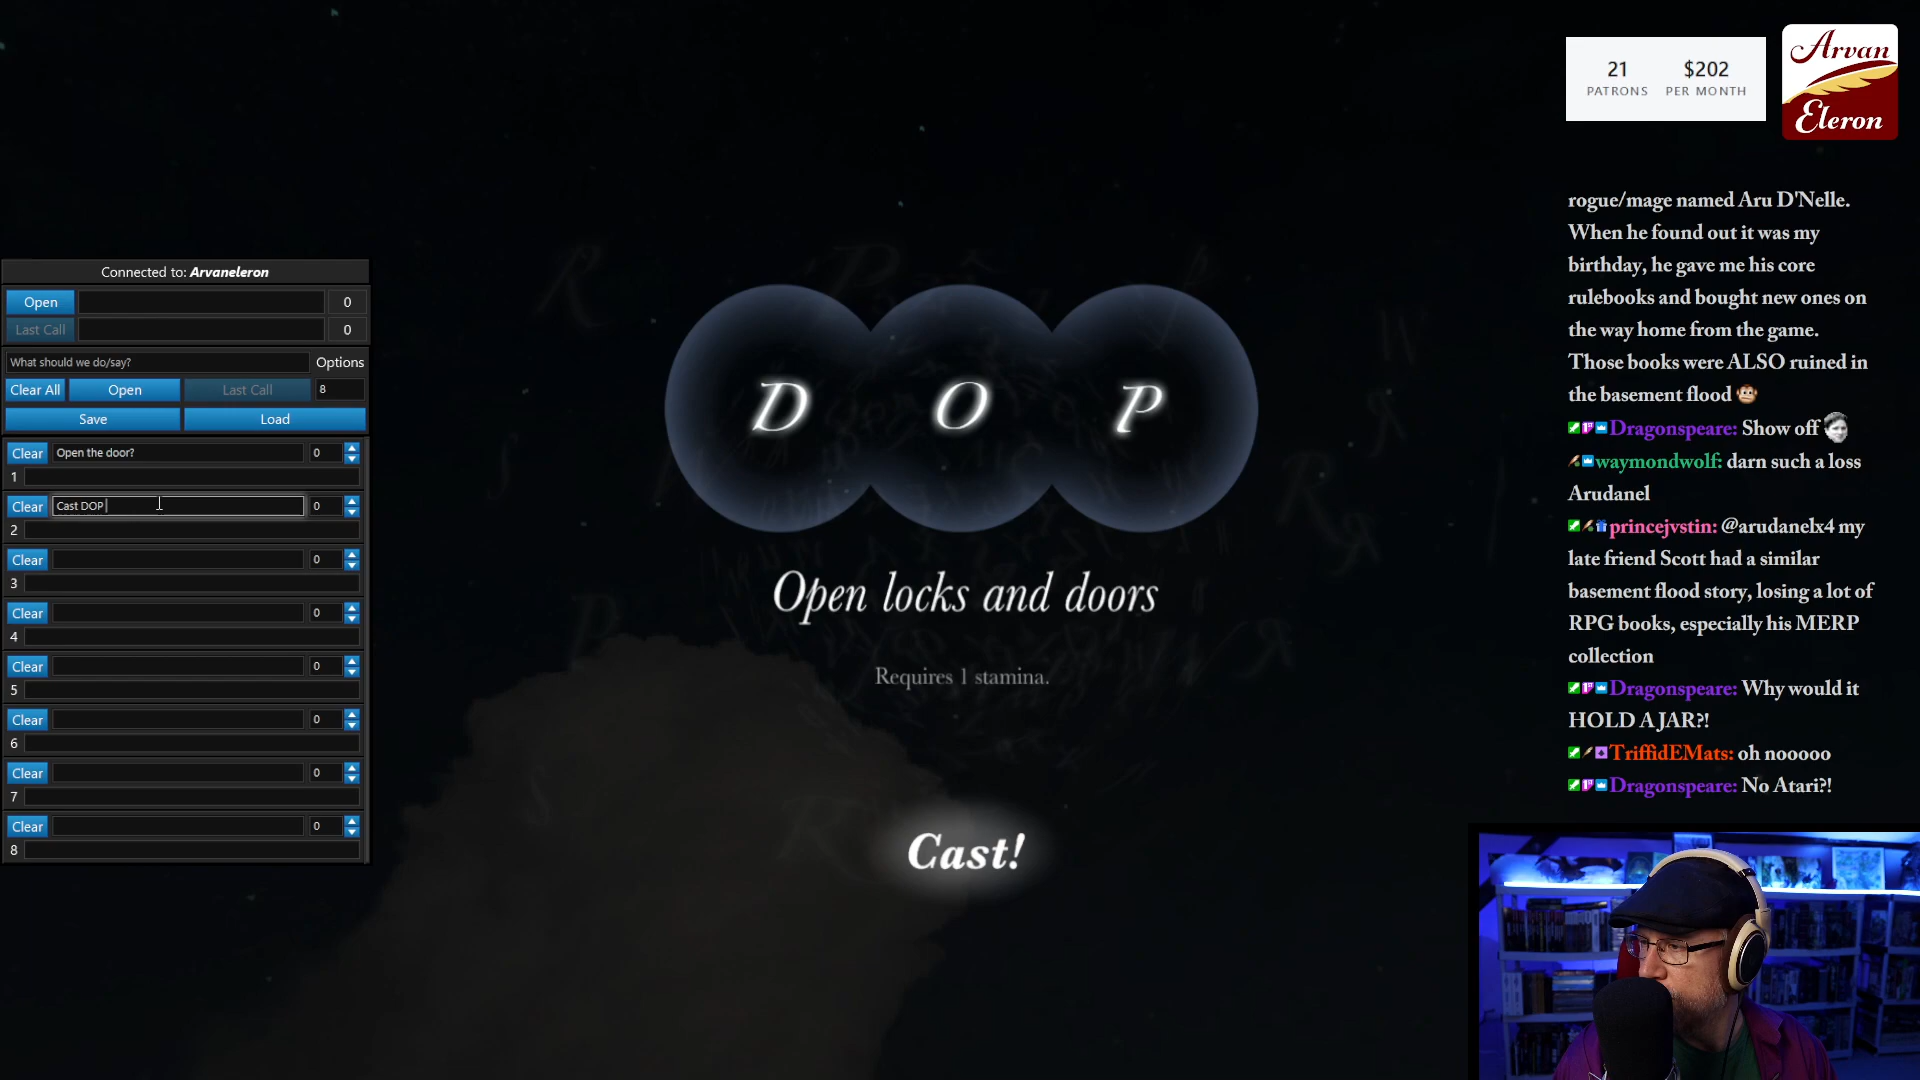 Connected to: Arvaneleron
Open 0
Last Call 0
What should we do/say? Options
Clear All Open Last Call 8
Save Load
Clear Open the door? 0
1
Clear Cast DOP 0
2
Clear 0
3
Clear 0
4
Clear 0
5
Clear 0
6
Clear 0
7
Clear 0
8
D O P
Open locks and doors
Requires 1 stamina.
Cast!
21 $202
PATRONS PER MONTH
Arvan
Eleron
rogue/mage named Aru D'Nelle.
When he found out it was my
birthday, he gave me his core
rulebooks and bought new ones on
the way home from the game.
Those books were ALSO ruined in
the basement flood
Dragonspeare: Show off
waymondwolf: darn such a loss
Arudanel
princejvstin: @arudanelx4 my
late friend Scott had a similar
basement flood story, losing a lot of
RPG books, especially his MERP
collection
Dragonspeare: Why would it
HOLD A JAR?!
TriffidEMats: oh nooooo
Dragonspeare: No Atari?!